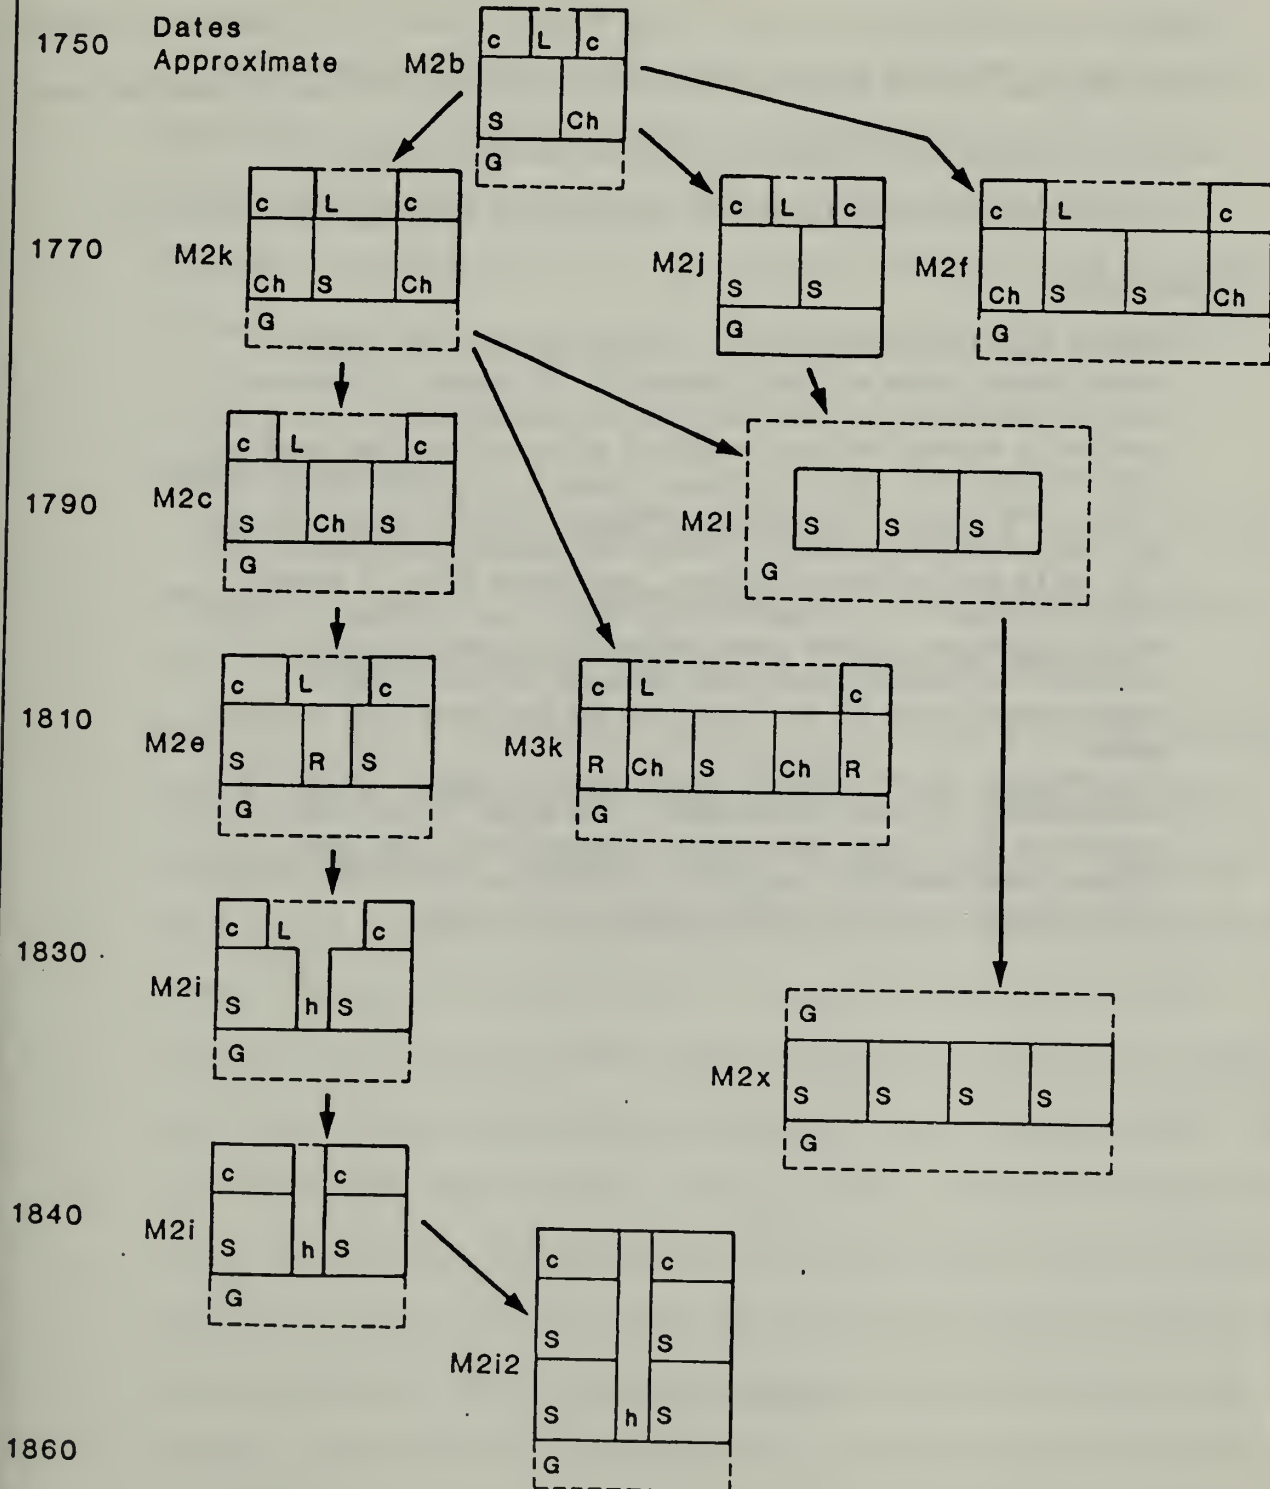 1750 Dates
Approximate
M2b
c L c
S Ch
G
M2k
c L c
Ch S Ch
G
1770
M2j
c L c
S S
G
M2f
c L c
Ch S S Ch
G
M2c
c L c
S Ch S
G
1790
M2l
S S S
G
M2e
c L c
S R S
G
1810
M3k
c L c
R Ch S Ch R
G
1830
M2i
c L c
S h S
G
M2x
G
S S S S
G
1840
M2i
c c
S h S
G
M2i2
c c
S S
S h S
G
1860